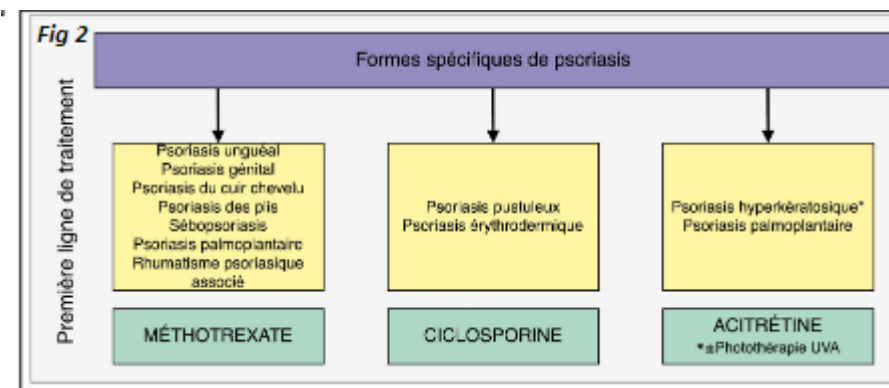 Fig 2
Formes spécifiques de psoriasis
Première ligne de traitement
Psoriasis unguéal
Psoriasis génital
Psoriasis du cuir chevelu
Psoriasis des plis
Sébopsoriasis
Psoriasis palmoplantaire
Rhumatisme psoriasique
associé
MÉTHOTREXATE
Psoriasis pustuleux
Psoriasis érythrodermique
CICLOSPORINE
Psoriasis hyperkératosique*
Psoriasis palmoplantaire
ACITRÉTINE
*±Photothérapie UVA